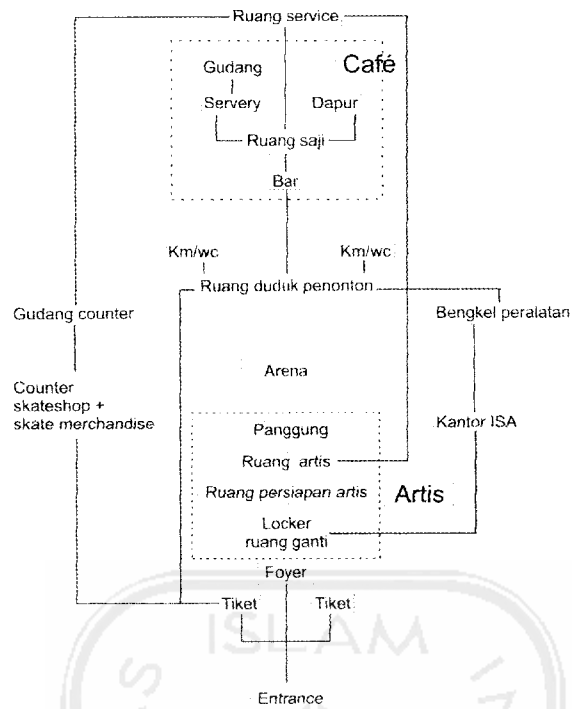 Ruang service
Café
Gudang
Servery Dapur
Ruang saji
Bar
Km/wc Km/wc
Ruang duduk penonton
Gudang counter Bengkel peralatan
Arena
Counter
skateshop +
skate merchandise
Kantor ISA
Panggung
Ruang artis
Ruang persiapan artis
Artis
Locker
ruang ganti
Foyer
Tiket Tiket
ISLAM
Entrance